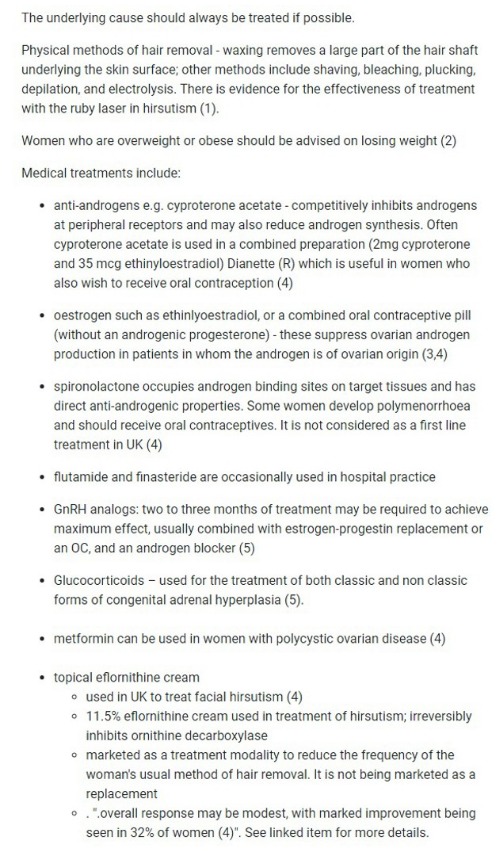 The underlying cause should always be treated if possible.
Physical methods of hair removal - waxing removes a large part of the hair shaft
underlying the skin surface; other methods include shaving, bleaching, plucking,
depilation, and electrolysis. There is evidence for the effectiveness of treatment
with the ruby laser in hirsutism (1).
Women who are overweight or obese should be advised on losing weight (2)
Medical treatments include:
• anti-androgens e.g. cyproterone acetate - competitively inhibits androgens
at peripheral receptors and may also reduce androgen synthesis. Often
cyproterone acetate is used in a combined preparation (2mg cyproterone
and 35 mcg ethinyloestradiol) Dianette (R) which is useful in women who
also wish to receive oral contraception (4)
• oestrogen such as ethinlyoestradiol, or a combined oral contraceptive pill
(without an androgenic progesterone) - these suppress ovarian androgen
production in patients in whom the androgen is of ovarian origin (3,4)
• spironolactone occupies androgen binding sites on target tissues and has
direct anti-androgenic properties. Some women develop polymenorrhoea
and should receive oral contraceptives. It is not considered as a first line
treatment in UK (4)
• flutamide and finasteride are occasionally used in hospital practice
• GnRH analogs: two to three months of treatment may be required to achieve
maximum effect, usually combined with estrogen-progestin replacement or
an OC, and an androgen blocker (5)
• Glucocorticoids – used for the treatment of both classic and non classic
forms of congenital adrenal hyperplasia (5).
• metformin can be used in women with polycystic ovarian disease (4)
• topical eflornithine cream
◦ used in UK to treat facial hirsutism (4)
◦ 11.5% eflornithine cream used in treatment of hirsutism; irreversibly
inhibits ornithine decarboxylase
◦ marketed as a treatment modality to reduce the frequency of the
woman's usual method of hair removal. It is not being marketed as a
replacement
◦ . ".overall response may be modest, with marked improvement being
seen in 32% of women (4)". See linked item for more details.